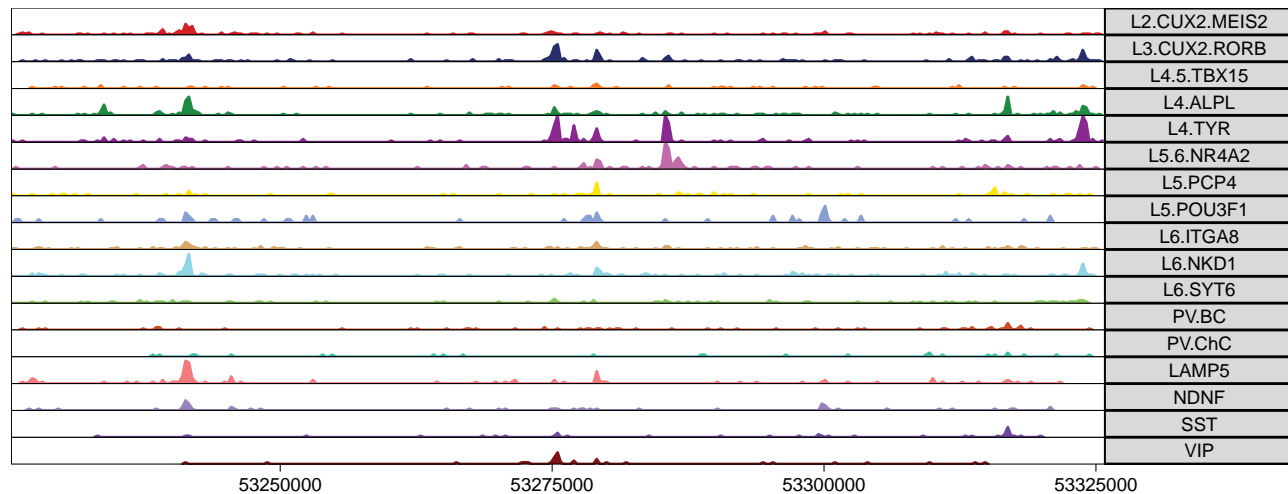 L2.CUX2.MEIS2
L3.CUX2.RORB
L4.5.TBX15
L4.ALPL
L4.TYR
L5.6.NR4A2
L5.PCP4
L5.POU3F1
L6.ITGA8
L6.NKD1
L6.SYT6
PV.BC
PV.ChC
LAMP5
NDNF
SST
VIP
53250000 53275000 53300000 53325000